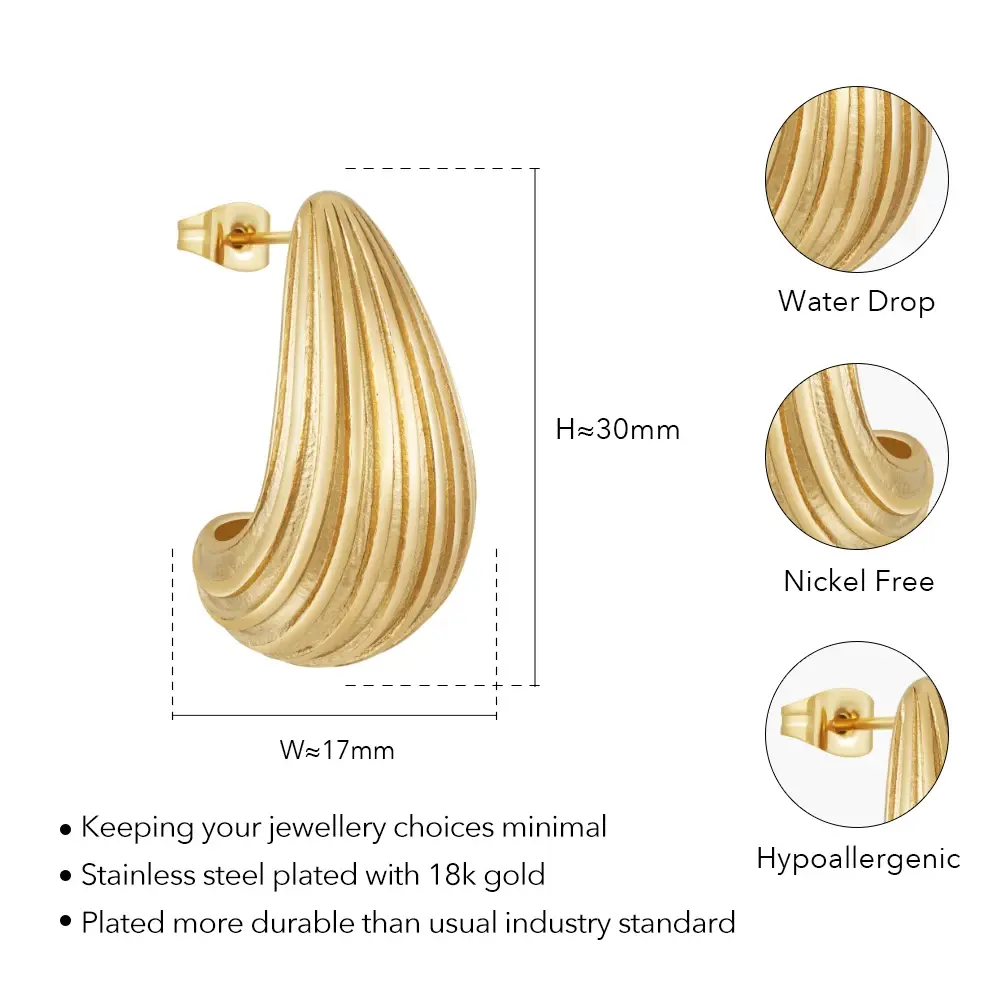 Water Drop
H≈30mm
Nickel Free
W≈17mm
Hypoallergenic
• Keeping your jewellery choices minimal
• Stainless steel plated with 18k gold
• Plated more durable than usual industry standard